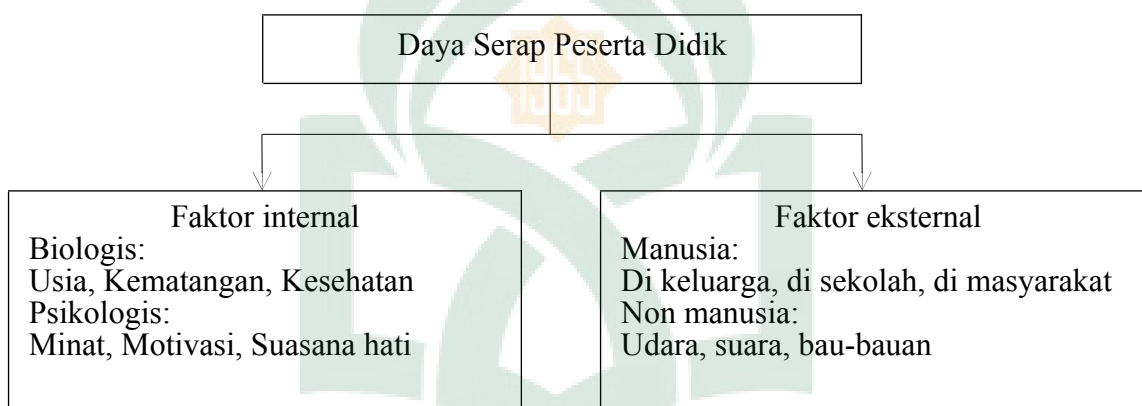 Daya Serap Peserta Didik
1965
Faktor internal
Biologis:
Usia, Kematangan, Kesehatan
Psikologis:
Minat, Motivasi, Suasana hati
Faktor eksternal
Manusia:
Di keluarga, di sekolah, di masyarakat
Non manusia:
Udara, suara, bau-bauan